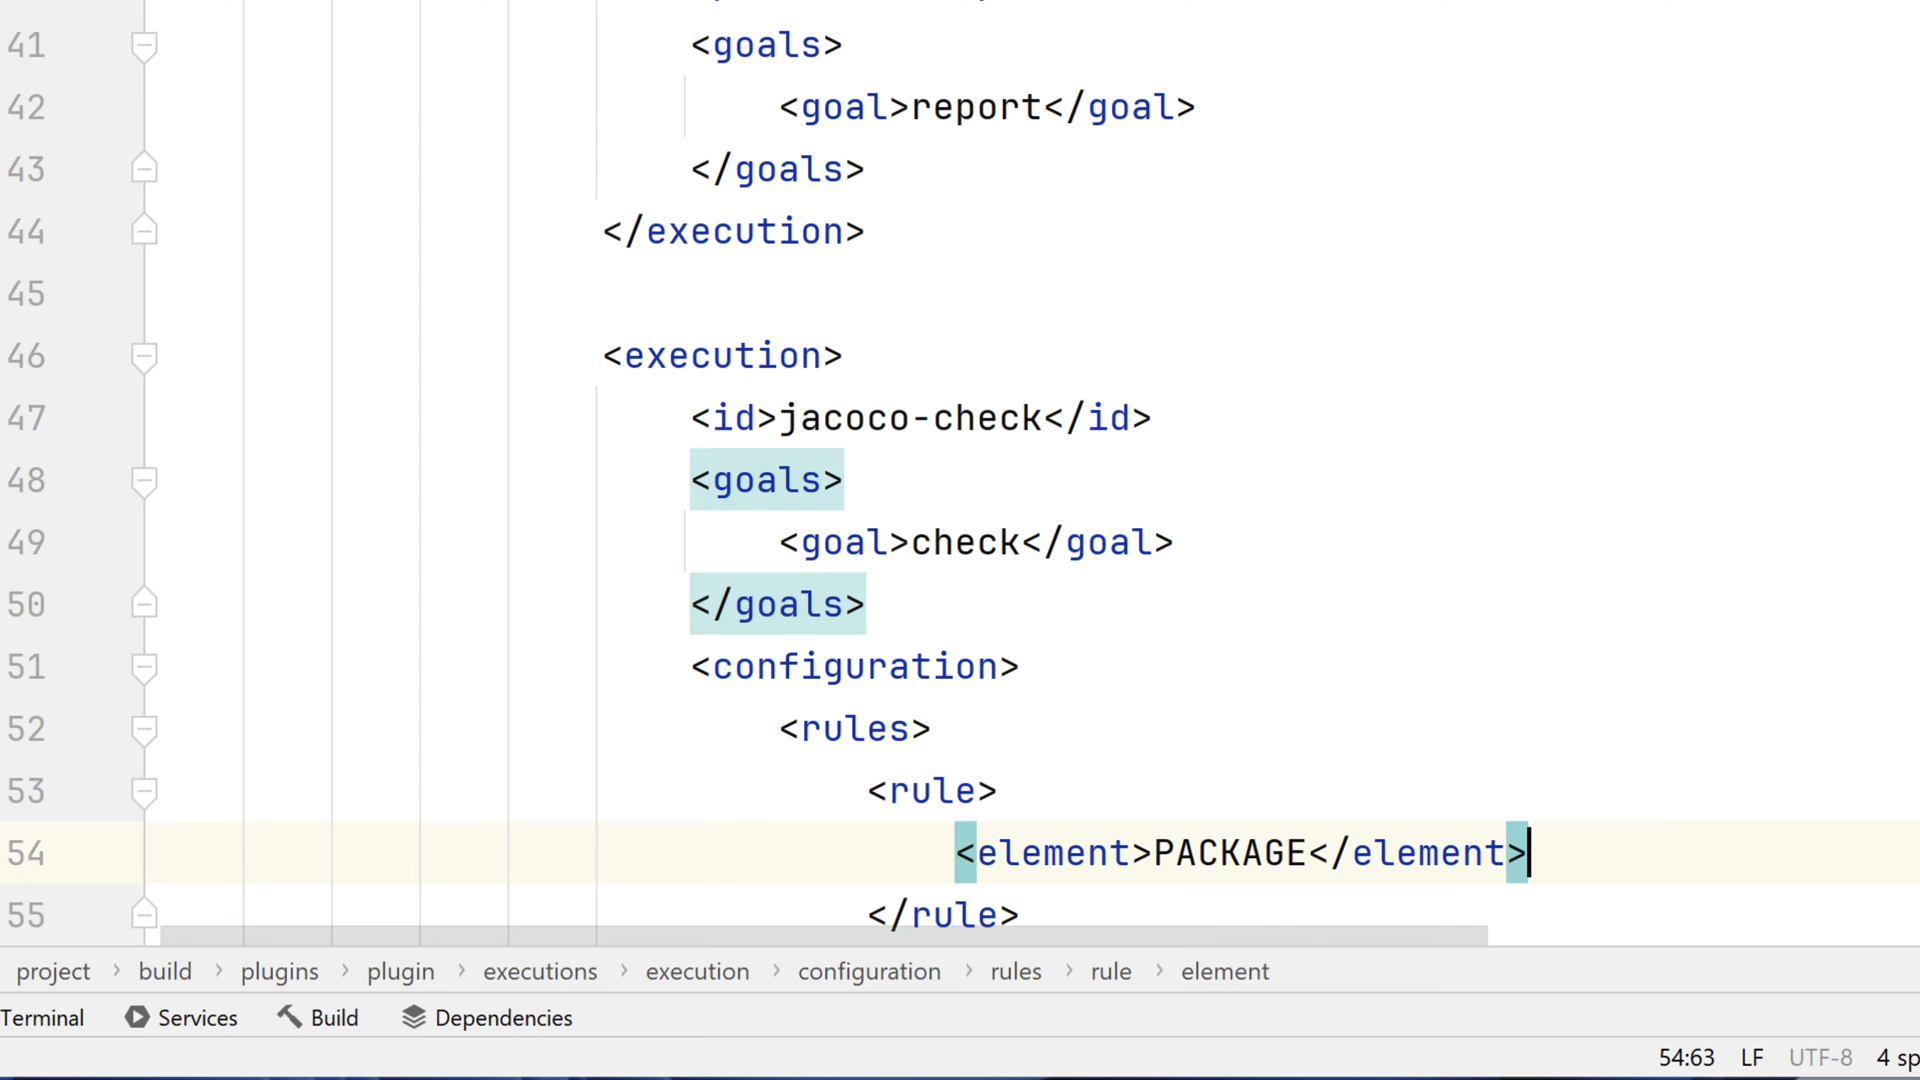 41 <goals>
42 <goal>report</goal>
43 </goals>
44 </execution>
45
46 <execution>
47 <id>jacoco-check</id>
48 <goals>
49 <goal>check</goal>
50 </goals>
51 <configuration>
52 <rules>
53 <rule>
54 <element>PACKAGE</element>
55 </rule>
project > build > plugins > plugin > executions > execution > configuration > rules > rule > element
Terminal Services Build Dependencies
54:63 LF UTF-8 4 sp